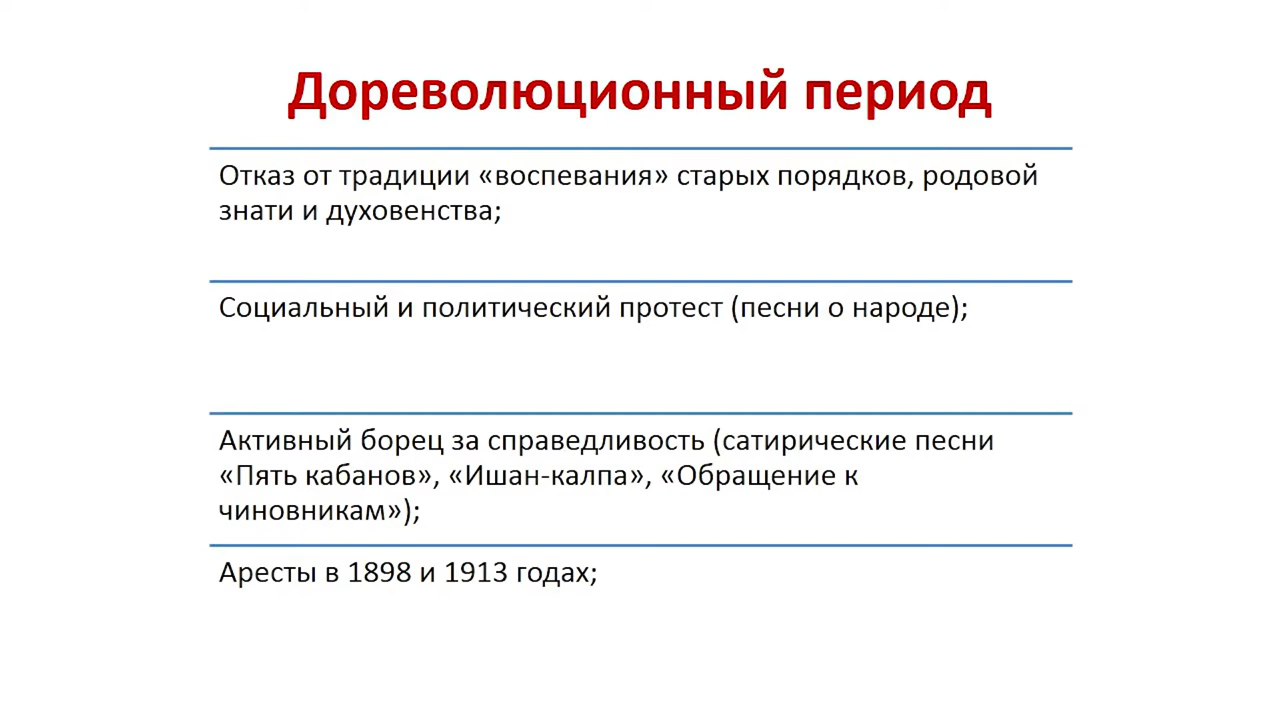 Дореволюционный период
Отказ от традиции «воспевания» старых порядков, родовой
знати и духовенства;
Социальный и политический протест (песни о народе);
Активный борец за справедливость (сатирические песни
«Пять кабанов», «Ишан-калпа», «Обращение к
чиновникам»);
Аресты в 1898 и 1913 годах;